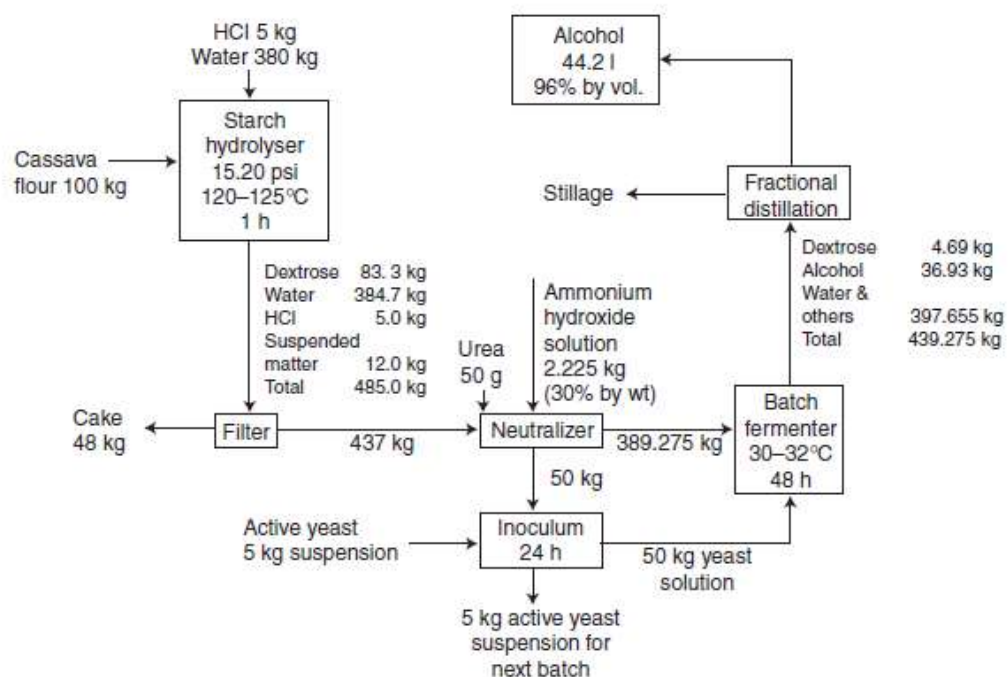 HCl 5 kg
Water 380 kg
Starch
hydrolyser
15.20 psi
120–125°C
1 h
Cassava
flour 100 kg
Dextrose 83. 3 kg
Water 384.7 kg
HCl 5.0 kg
Suspended
matter 12.0 kg
Total 485.0 kg
Cake
48 kg
Filter
437 kg
Urea
50 g
Ammonium
hydroxide
solution
2.225 kg
(30% by wt)
Neutralizer
389.275 kg
50 kg
Active yeast
5 kg suspension
Inoculum
24 h
50 kg yeast
solution
5 kg active yeast
suspension for
next batch
Batch
fermenter
30–32°C
48 h
Dextrose 4.69 kg
Alcohol 36.93 kg
Water &
others 397.655 kg
Total 439.275 kg
Fractional
distillation
Stillage
Alcohol
44.2 l
96% by vol.